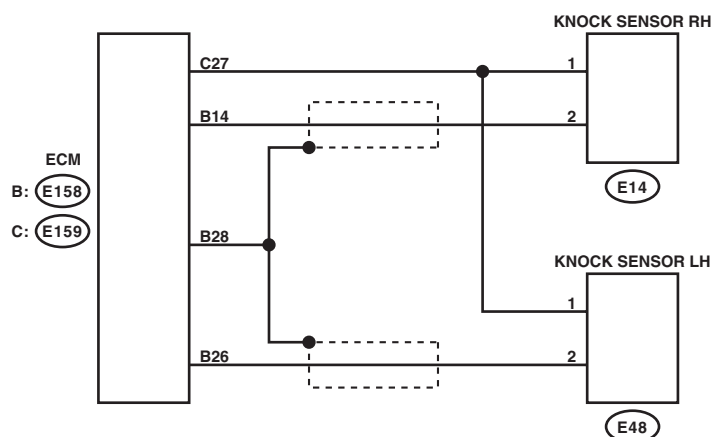 KNOCK SENSOR RH
C27
1
B14
2
ECM
B: E158
E14
C: E159
B28
KNOCK SENSOR LH
1
B26
2
E48